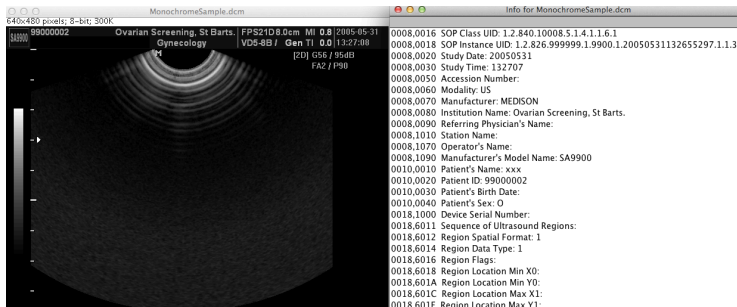 MonochromeSample.dcm
640x480 pixels; 8-bit; 300K
SA9900
99000002
Ovarian Screening, St Barts.
Gynecology
FPS21D8.0cm MI 0.8 2005-05-31
VD5-8B / Gen TI 0.0 13:27:08
M
[2D] G56 / 95dB
FA2 / P90
Info for MonochromeSample.dcm
0008,0016 SOP Class UID: 1.2.840.10008.5.1.4.1.1.6.1
0008,0018 SOP Instance UID: 1.2.826.999999.1.9900.1.20050531132655297.1.1.3
0008,0020 Study Date: 20050531
0008,0030 Study Time: 132707
0008,0050 Accession Number:
0008,0060 Modality: US
0008,0070 Manufacturer: MEDISON
0008,0080 Institution Name: Ovarian Screening, St Barts.
0008,0090 Referring Physician's Name:
0008,1010 Station Name:
0008,1070 Operator's Name:
0008,1090 Manufacturer's Model Name: SA9900
0010,0010 Patient's Name: xxx
0010,0020 Patient ID: 99000002
0010,0030 Patient's Birth Date:
0010,0040 Patient's Sex: O
0018,1000 Device Serial Number:
0018,6011 Sequence of Ultrasound Regions:
0018,6012 Region Spatial Format: 1
0018,6014 Region Data Type: 1
0018,6016 Region Flags:
0018,6018 Region Location Min X0:
0018,601A Region Location Min Y0:
0018,601C Region Location Max X1:
0018,601E Region Location Max Y1: